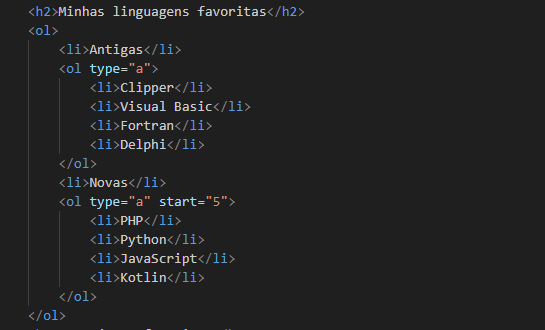 <h2>Minhas linguagens favoritas</h2>
<ol>
<li>Antigas</li>
<ol type="a">
<li>Clipper</li>
<li>Visual Basic</li>
<li>Fortran</li>
<li>Delphi</li>
</ol>
<li>Novas</li>
<ol type="a" start="5">
<li>PHP</li>
<li>Python</li>
<li>JavaScript</li>
<li>Kotlin</li>
</ol>
</ol>